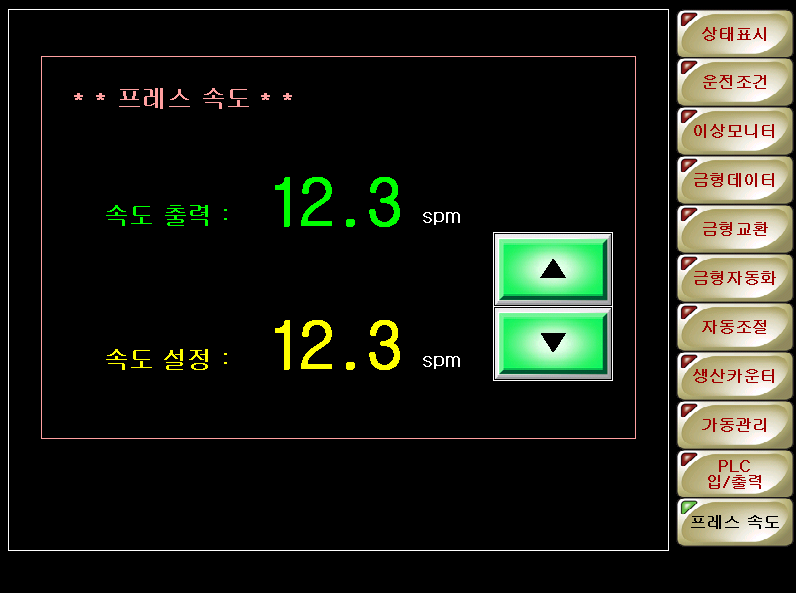 * * 프레스 속도 * *
속도 출력 : 12.3 spm
▲
속도 설정 : 12.3 spm
▼
상태표시
운전조건
이상모니터
금형데이터
금형교환
금형자동화
자동조절
생산카운터
가동관리
PLC
입/출력
프레스 속도